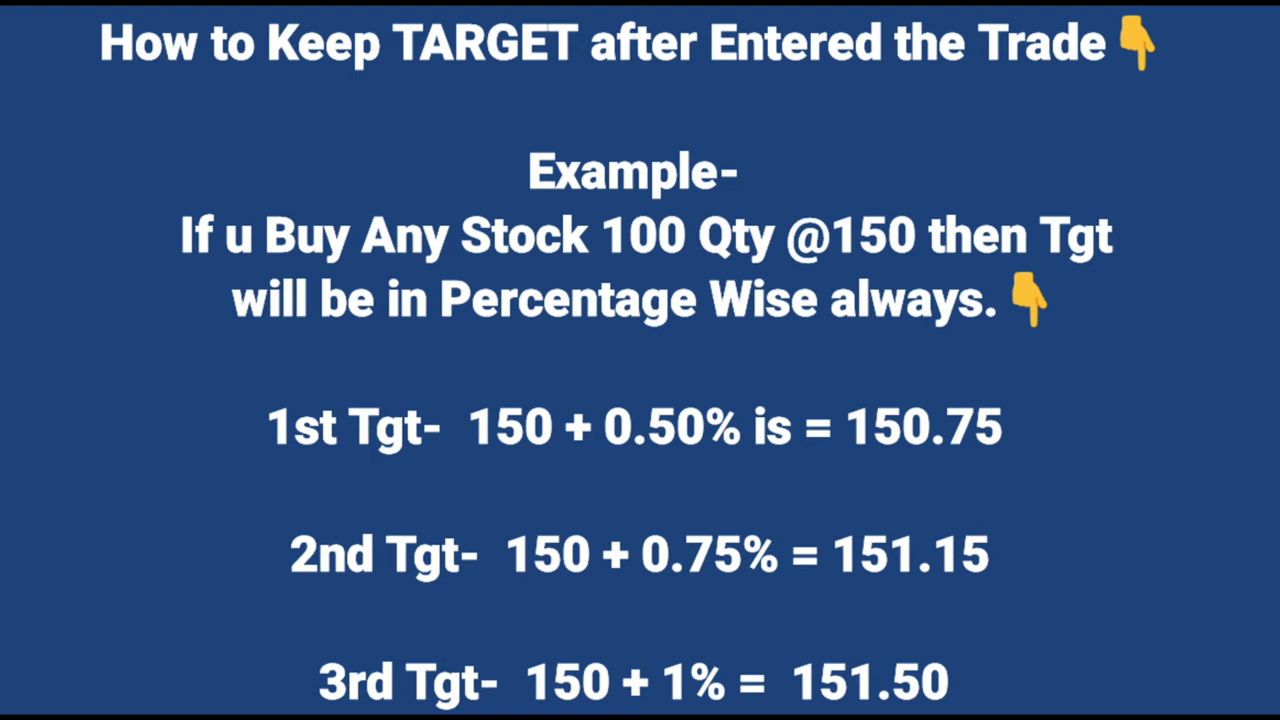 How to Keep TARGET after Entered the Trade👇
Example-
If u Buy Any Stock 100 Qty @150 then Tgt
will be in Percentage Wise always.👇
1st Tgt- 150 + 0.50% is = 150.75
2nd Tgt- 150 + 0.75% = 151.15
3rd Tgt- 150 + 1% = 151.50